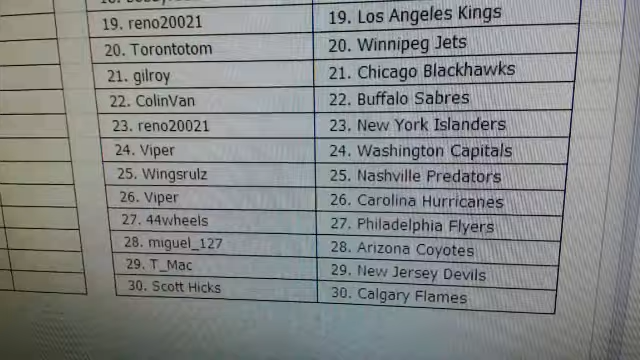 19. reno20021 19. Los Angeles Kings
20. Torontotom 20. Winnipeg Jets
21. gilroy 21. Chicago Blackhawks
22. ColinVan 22. Buffalo Sabres
23. reno20021 23. New York Islanders
24. Viper 24. Washington Capitals
25. Wingsrulz 25. Nashville Predators
26. Viper 26. Carolina Hurricanes
27. 44wheels 27. Philadelphia Flyers
28. miguel_127 28. Arizona Coyotes
29. T_Mac 29. New Jersey Devils
30. Scott Hicks 30. Calgary Flames